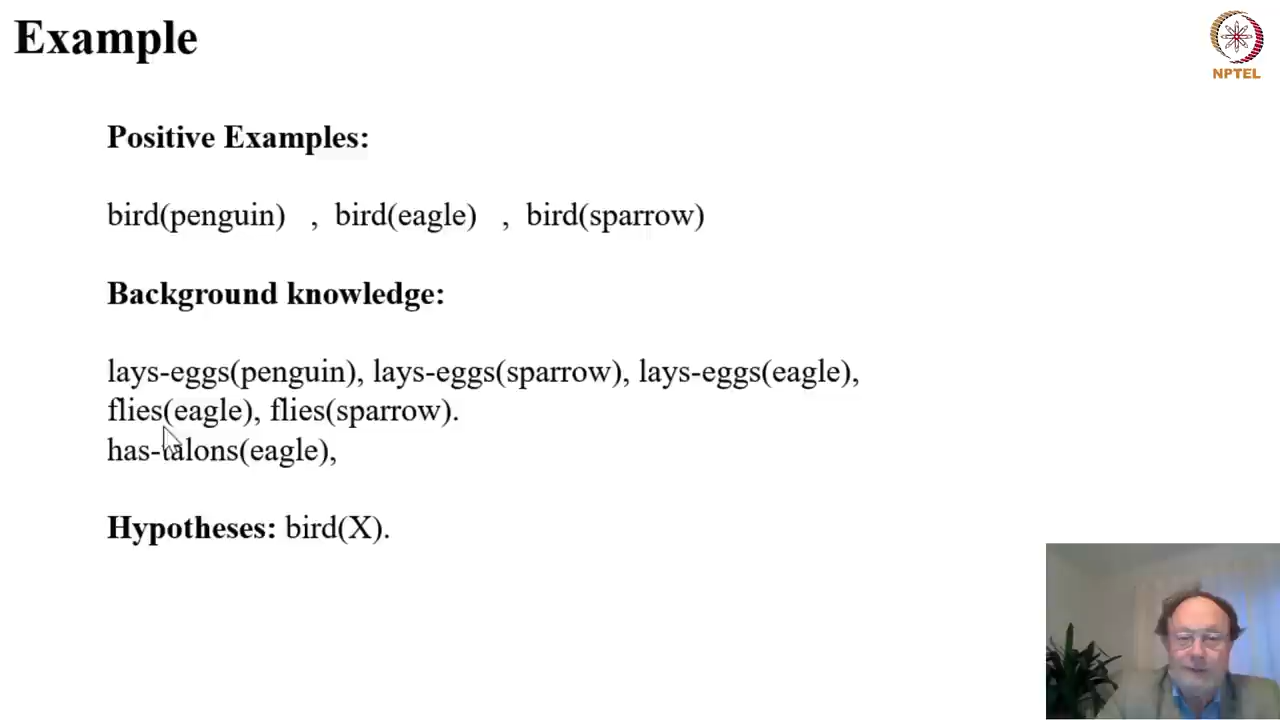 Example
NPTEL
Positive Examples:
bird(penguin) , bird(eagle) , bird(sparrow)
Background knowledge:
lays-eggs(penguin), lays-eggs(sparrow), lays-eggs(eagle),
flies(eagle), flies(sparrow).
has-talons(eagle),
Hypotheses: bird(X).